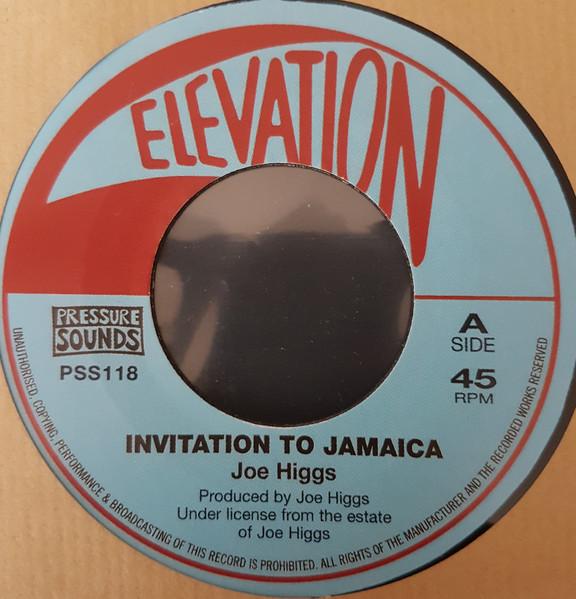 ELEVATION
PRESSURE
SOUNDS
PSS118
A
SIDE
45
RPM
INVITATION TO JAMAICA
Joe Higgs
Produced by Joe Higgs
Under license from the estate
of Joe Higgs
UNAUTHORISED, COPYING, PERFORMANCE & BROADCASTING OF THIS RECORD IS PROHIBITED. ALL RIGHTS OF THE MANUFACTURER AND THE RECORDED WORKS RESERVED